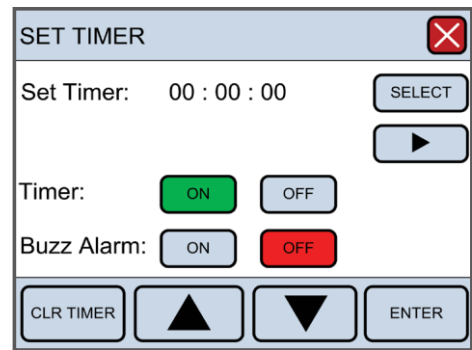 SET TIMER
Set Timer: 00 : 00 : 00 SELECT
Timer: ON OFF
Buzz Alarm: ON OFF
CLR TIMER ENTER